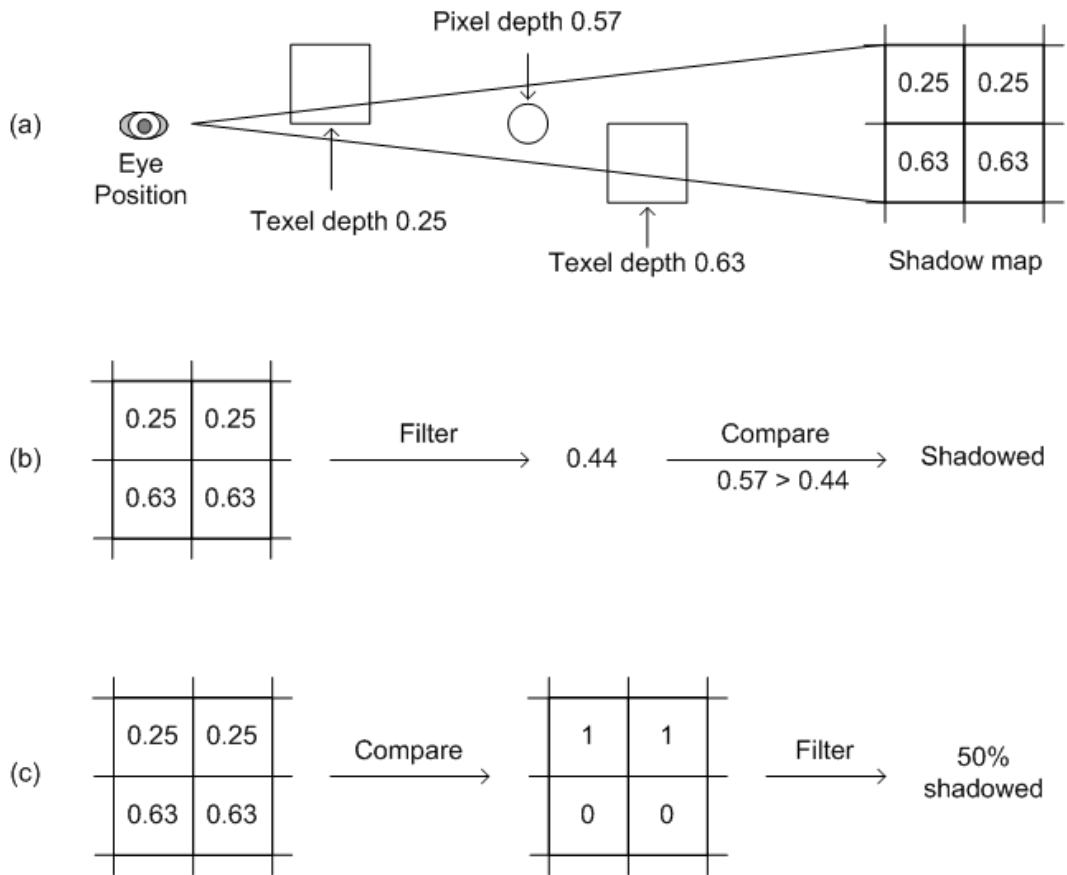 Pixel depth 0.57
(a)
Eye
Position
Texel depth 0.25
Texel depth 0.63
0.25 0.25
0.63 0.63
Shadow map
(b)
0.25 0.25
0.63 0.63
Filter
0.44
Compare
0.57 > 0.44
Shadowed
(c)
0.25 0.25
0.63 0.63
Compare
1 1
0 0
Filter
50%
shadowed